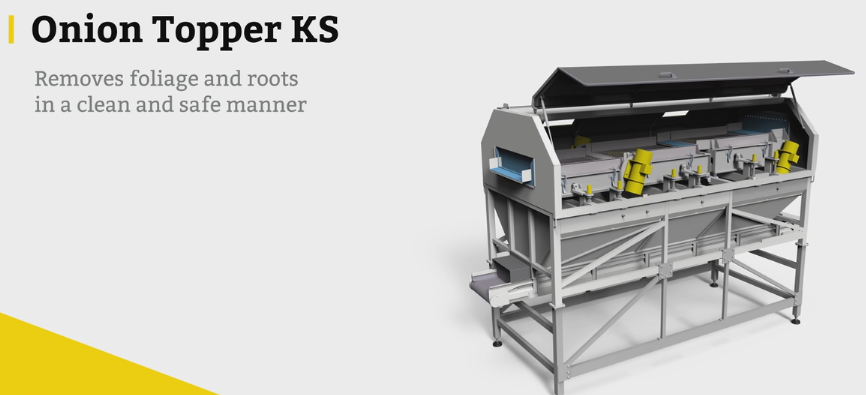 Onion Topper KS
Removes foliage and roots
in a clean and safe manner